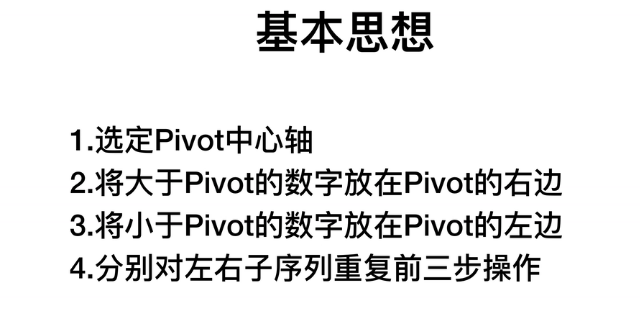 基本思想
1.选定Pivot中心轴
2.将大于Pivot的数字放在Pivot的右边
3.将小于Pivot的数字放在Pivot的左边
4.分别对左右子序列重复前三步操作